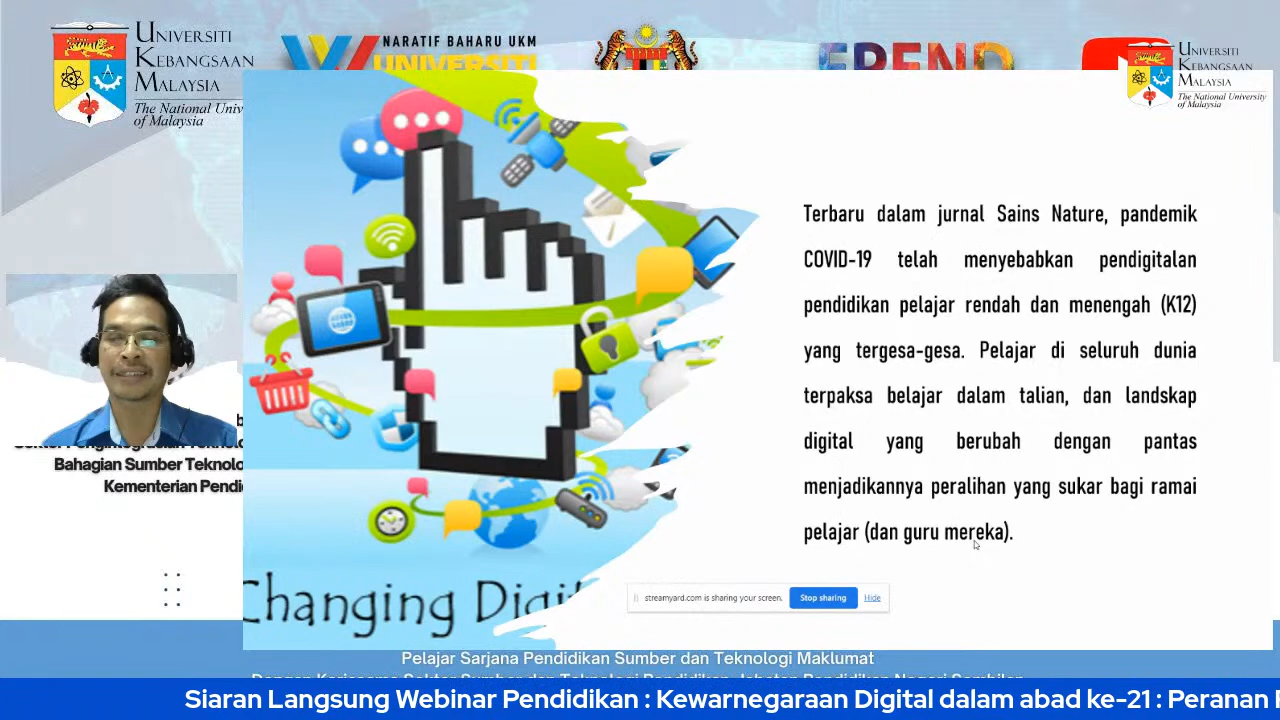 UNIVERSITI
KEBANGSAAN
MALAYSIA
The National Univ
of Malaysia
NARATIF BAHARU UKM
UNIVERSITI
TREND
UNIVERSITI
KEBANGSAAN
MALAYSIA
The National University
of Malaysia
Terbaru dalam jurnal Sains Nature, pandemik
COVID-19 telah menyebabkan pendigitalan
pendidikan pelajar rendah dan menengah (K12)
yang tergesa-gesa. Pelajar di seluruh dunia
terpaksa belajar dalam talian, dan landskap
digital yang berubah dengan pantas
menjadikannya peralihan yang sukar bagi ramai
pelajar (dan guru mereka).
Bahagian Sumber Teknolo
Kementerian Pendi
Changing Digi
streamyard.com is sharing your screen.
Stop sharing
Hide
Pelajar Sarjana Pendidikan Sumber dan Teknologi Maklumat
Siaran Langsung Webinar Pendidikan : Kewarnegaraan Digital dalam abad ke-21 : Peranan